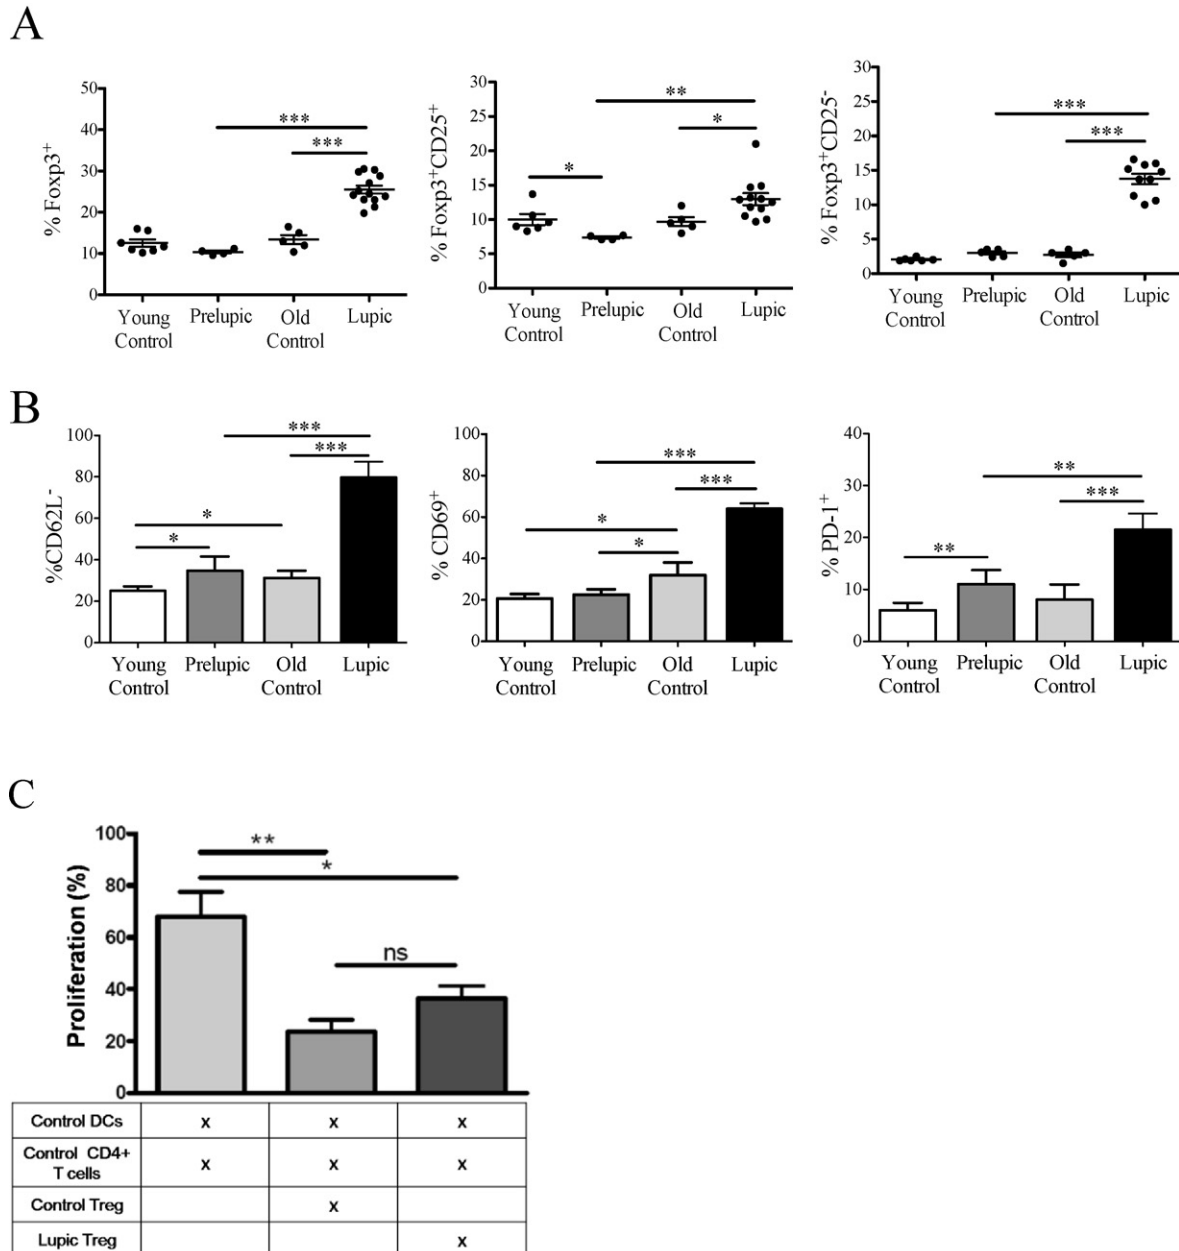 A
% Foxp3+
50
40
30
20
10
0
***
***
Young Control
Prelupic
Old Control
Lupic
% Foxp3+CD25+
30
25
20
15
10
5
0
**
*
*
Young Control
Prelupic
Old Control
Lupic
% Foxp3+CD25-
30
25
20
15
10
5
0
***
***
Young Control
Prelupic
Old Control
Lupic
B
%CD62L-
100
80
60
40
20
0
***
***
*
*
Young Control
Prelupic
Old Control
Lupic
% CD69+
100
80
60
40
20
0
***
***
*
*
Young Control
Prelupic
Old Control
Lupic
% PD-1+
40
30
20
10
0
**
***
**
Young Control
Prelupic
Old Control
Lupic
C
Proliferation (%)
100
80
60
40
20
0
**
*
ns
Control DCs x x x
Control CD4+ T cells x x x
Control Treg x
Lupic Treg x